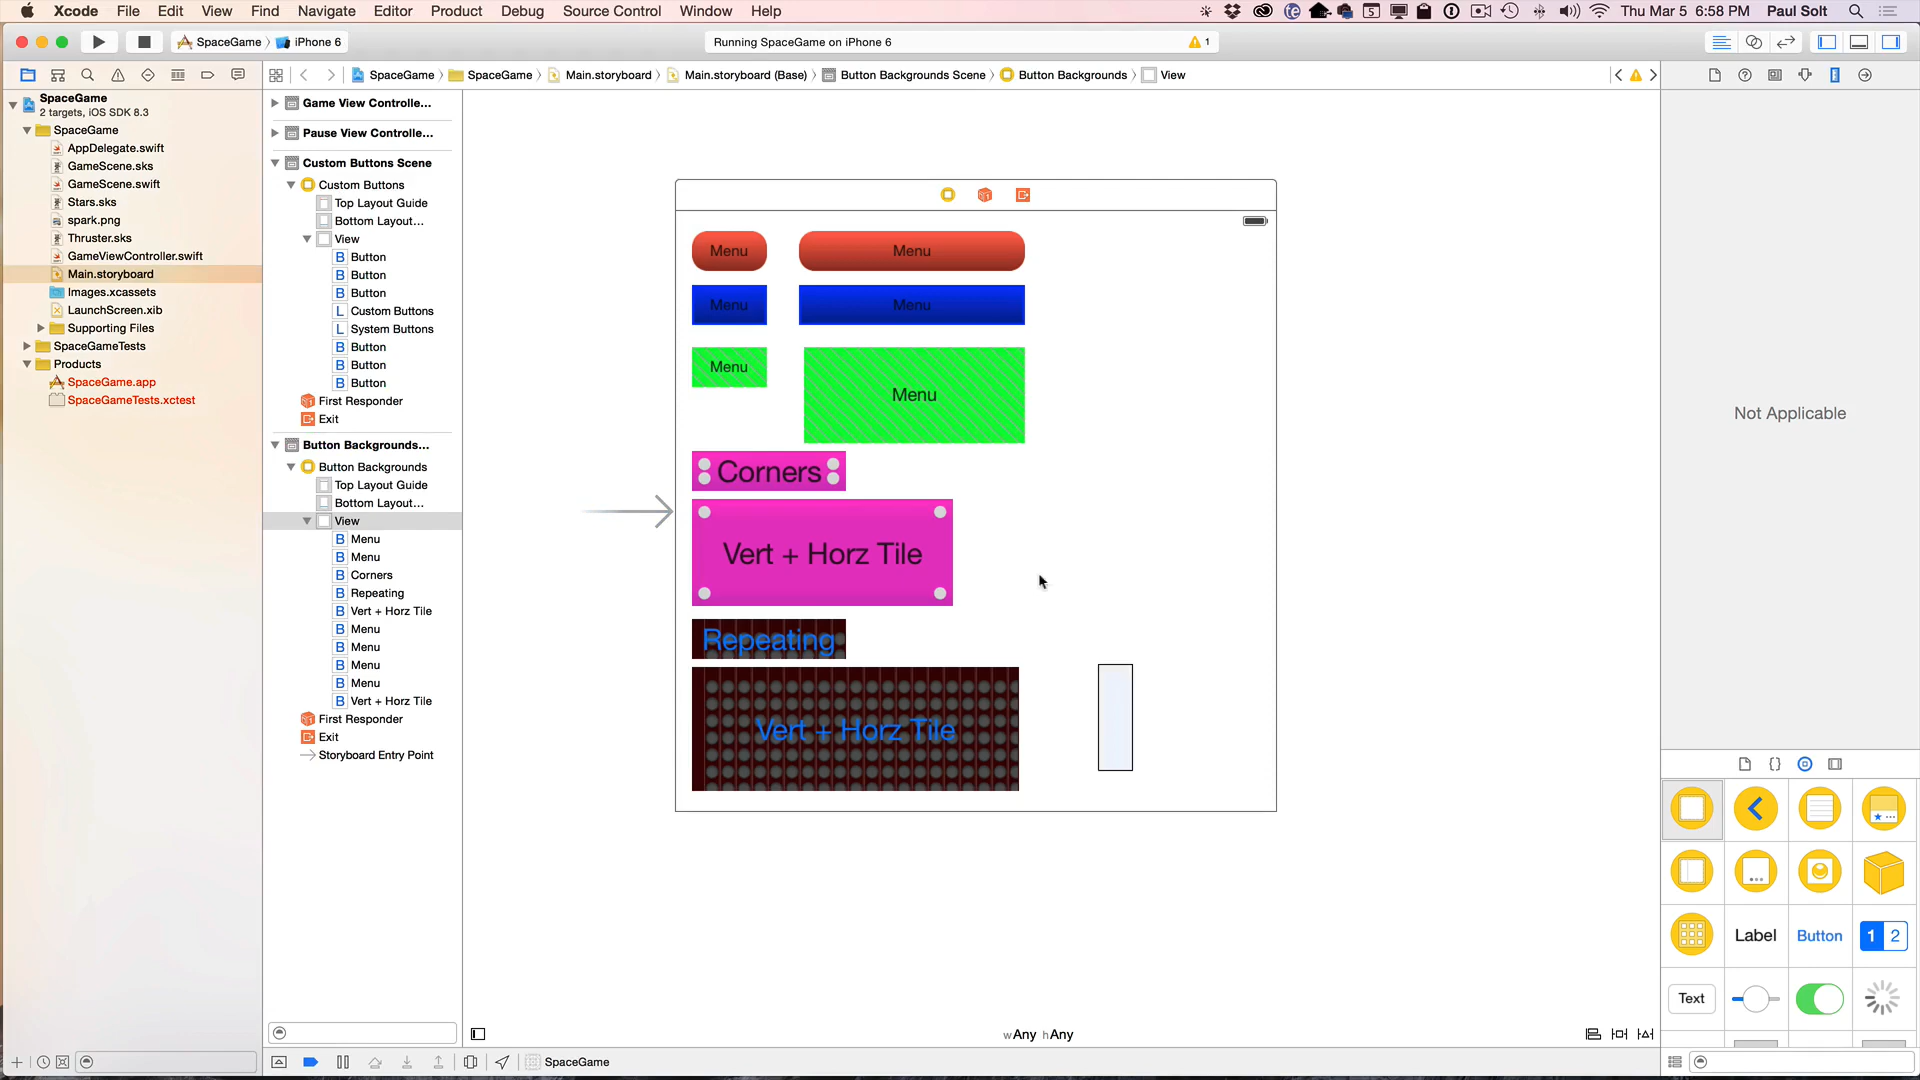 Xcode File Edit View Find Navigate Editor Product Debug Source Control Window Help
5
Thu Mar 5 6:58 PM Paul Solt
SpaceGame iPhone 6
Running SpaceGame on iPhone 6
1
SpaceGame SpaceGame Main.storyboard Main.storyboard (Base) Button Backgrounds Scene Button Backgrounds View
SpaceGame
2 targets, iOS SDK 8.3
SpaceGame
AppDelegate.swift
GameScene.sks
GameScene.swift
Stars.sks
spark.png
Thruster.sks
GameViewController.swift
Main.storyboard
Images.xcassets
LaunchScreen.xib
Supporting Files
SpaceGameTests
Products
SpaceGame.app
SpaceGameTests.xctest
Game View Controlle...
Pause View Controlle...
Custom Buttons Scene
Custom Buttons
Top Layout Guide
Bottom Layout...
View
B Button
B Button
B Button
L Custom Buttons
L System Buttons
B Button
B Button
B Button
First Responder
Exit
Button Backgrounds...
Button Backgrounds
Top Layout Guide
Bottom Layout...
View
B Menu
B Menu
B Corners
B Repeating
B Vert + Horz Tile
B Menu
B Menu
B Menu
B Menu
B Vert + Horz Tile
First Responder
Exit
Storyboard Entry Point
Menu Menu
Menu Menu
Menu
Menu
Corners
Vert + Horz Tile
Repeating
Vert + Horz Tile
wAny hAny
SpaceGame
Not Applicable
Label Button 1 2
Text